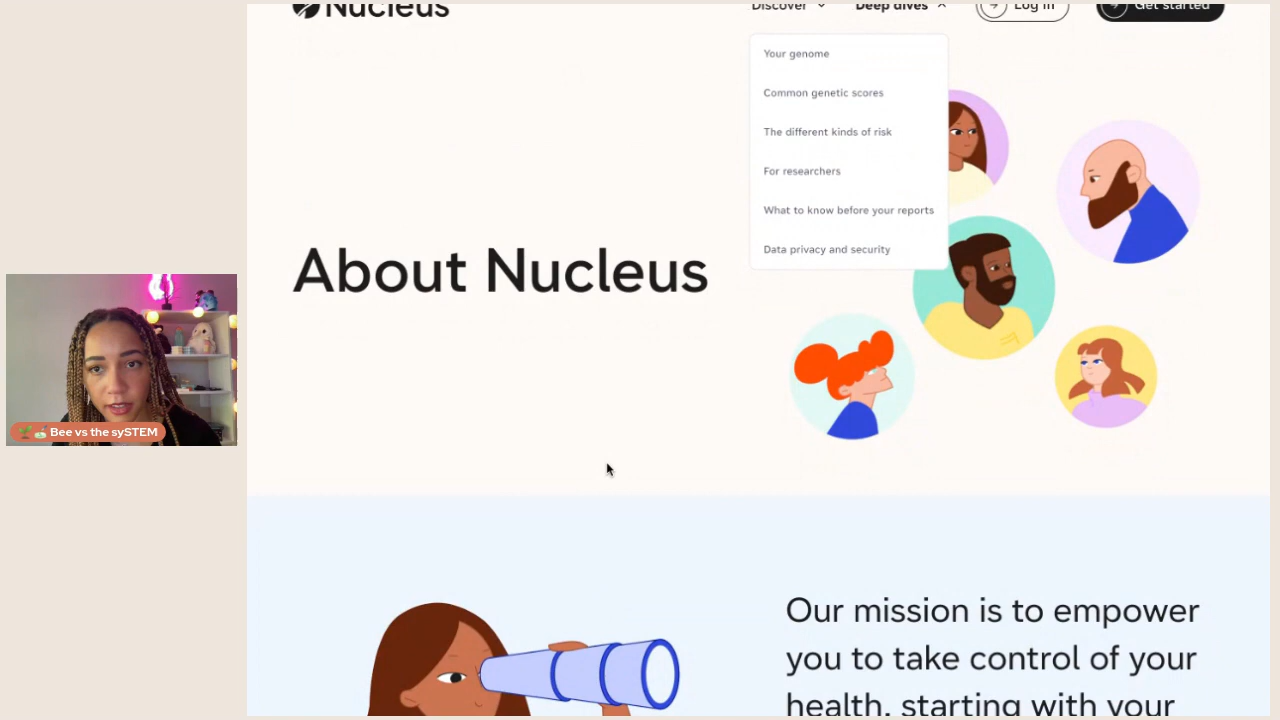 Nucleus
Discover
Deep dives
Log in
Get started
Your genome
Common genetic scores
The different kinds of risk
For researchers
What to know before your reports
Data privacy and security
About Nucleus
Bee vs the sySTEM
Our mission is to empower
you to take control of your
health, starting with your